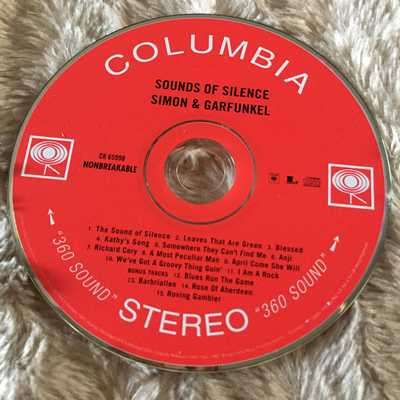 COLUMBIA
SOUNDS OF SILENCE
SIMON & GARFUNKEL
CK 65998
NONBREAKABLE
1. The Sound of Silence 2. Leaves That Are Green 3. Blessed
4. Kathy's Song 5. Somewhere They Can't Find Me 6. Anji
7. Richard Cory 8. A Most Peculiar Man 9. April Come She Will
10. We've Got A Groovy Thing Goin' 11. I Am A Rock
BONUS TRACKS 12. Blues Run The Game
13. Barbriallen 14. Rose Of Aberdeen
15. Roving Gambler
"360 SOUND" STEREO "360 SOUND"